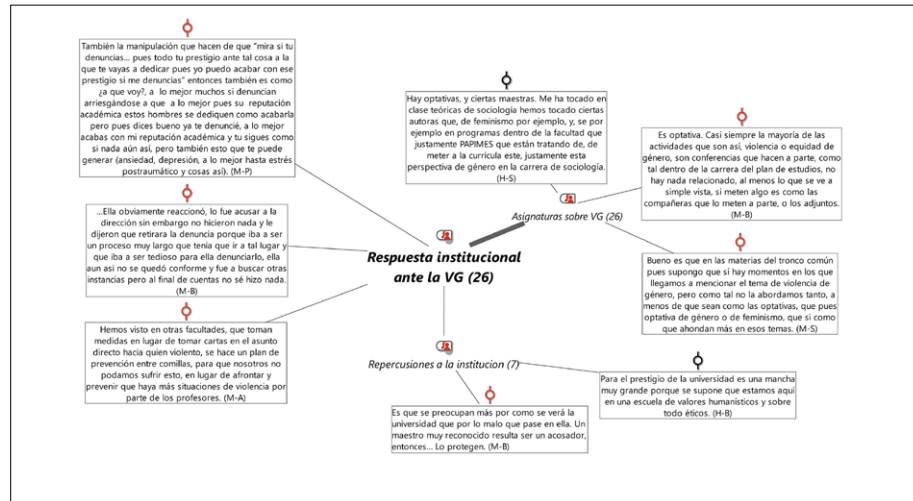 También la manipulación que hacen de que "mira si tu
denuncias... pues todo tu prestigio ante tal cosa a la
que te vayas a dedicar pues yo puedo acabar con ese
prestigio si me denuncias" entonces también es como
¿a que voy?, a lo mejor muchos si denuncian
arriesgándose a que a lo mejor pues su reputación
académica estos hombres se dediquen como acabarla
pero pues dices bueno ya te denuncié, a lo mejor
acabas con mi reputación académica y tu sigues como
si nada aún así, pero también esto que te puede
generar (ansiedad, depresión, a lo mejor hasta estrés
postraumático y cosas así). (M-P)
...Ella obviamente reaccionó, lo fue acusar a la
dirección sin embargo no hicieron nada y le
dijeron que retirara la denuncia porque iba a ser
un proceso muy largo que tenía que ir a tal lugar y
que iba a ser tedioso para ella denunciarlo, ella
aun asi no se quedó conforme y fue a buscar otras
instancias pero al final de cuentas no sé hizo nada.
(M-B)
Hemos visto en otras facultades, que toman
medidas en lugar de tomar cartas en el asunto
directo hacia quien violento, se hace un plan de
prevención entre comillas, para que nosotros no
podamos sufrir esto, en lugar de afrontar y
prevenir que haya más situaciones de violencia por
parte de los profesores. (M-A)
Respuesta institucional
ante la VG (26)
Hay optativas, y ciertas maestras. Me ha tocado en
clase teóricas de sociología hemos tocado ciertas
autoras que, de feminismo por ejemplo, y, se por
ejemplo en programas dentro de la facultad que
justamente PAPIMES que están tratando de, de
meter a la curricula este, justamente esta
perspectiva de género en la carrera de sociología.
(H-S)
Asignaturas sobre VG (26)
Es optativa. Casi siempre la mayoría de las
actividades que son así, violencia o equidad de
género, son conferencias que hacen a parte, como
tal dentro de la carrera del plan de estudios, no
hay nada relacionado, al menos lo que se ve a
simple vista, si meten algo es como las
compañeras que lo meten a parte, o los adjuntos.
(M-B)
Bueno es que en las materias del tronco común
pues supongo que sí hay momentos en los que
llegamos a mencionar el tema de violencia de
género, pero como tal no la abordamos tanto, a
menos de que sean como las optativas, que pues
optativa de género o de feminismo, que si como
que ahondan más en esos temas. (M-S)
Repercusiones a la institucion (7)
Es que se preocupan más por como se verá la
universidad que por lo malo que pase en ella. Un
maestro muy reconocido resulta ser un acosador,
entonces... Lo protegen. (M-B)
Para el prestigio de la universidad es una mancha
muy grande porque se supone que estamos aquí
en una escuela de valores humanísticos y sobre
todo éticos. (H-B)